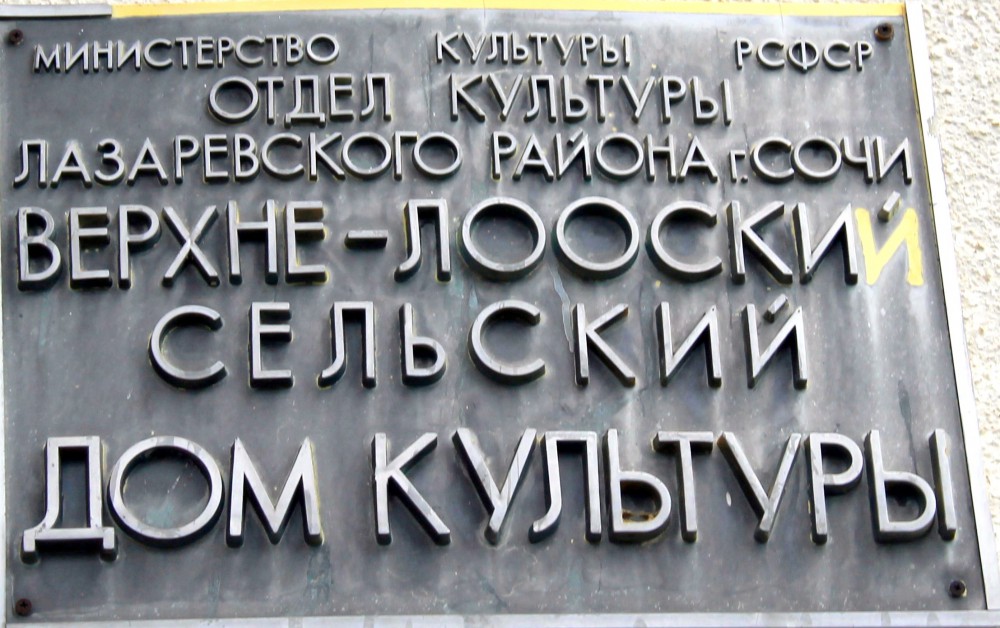 МИНИСТЕРСТВО КУЛЬТУРЫ РСФСР
ОТДЕЛ КУЛЬТУРЫ
ЛАЗАРЕВСКОГО РАЙОНА г.СОЧИ
ВЕРХНЕ-ЛООСКИЙ
СЕЛЬСКИЙ
ДОМ КУЛЬТУРЫ